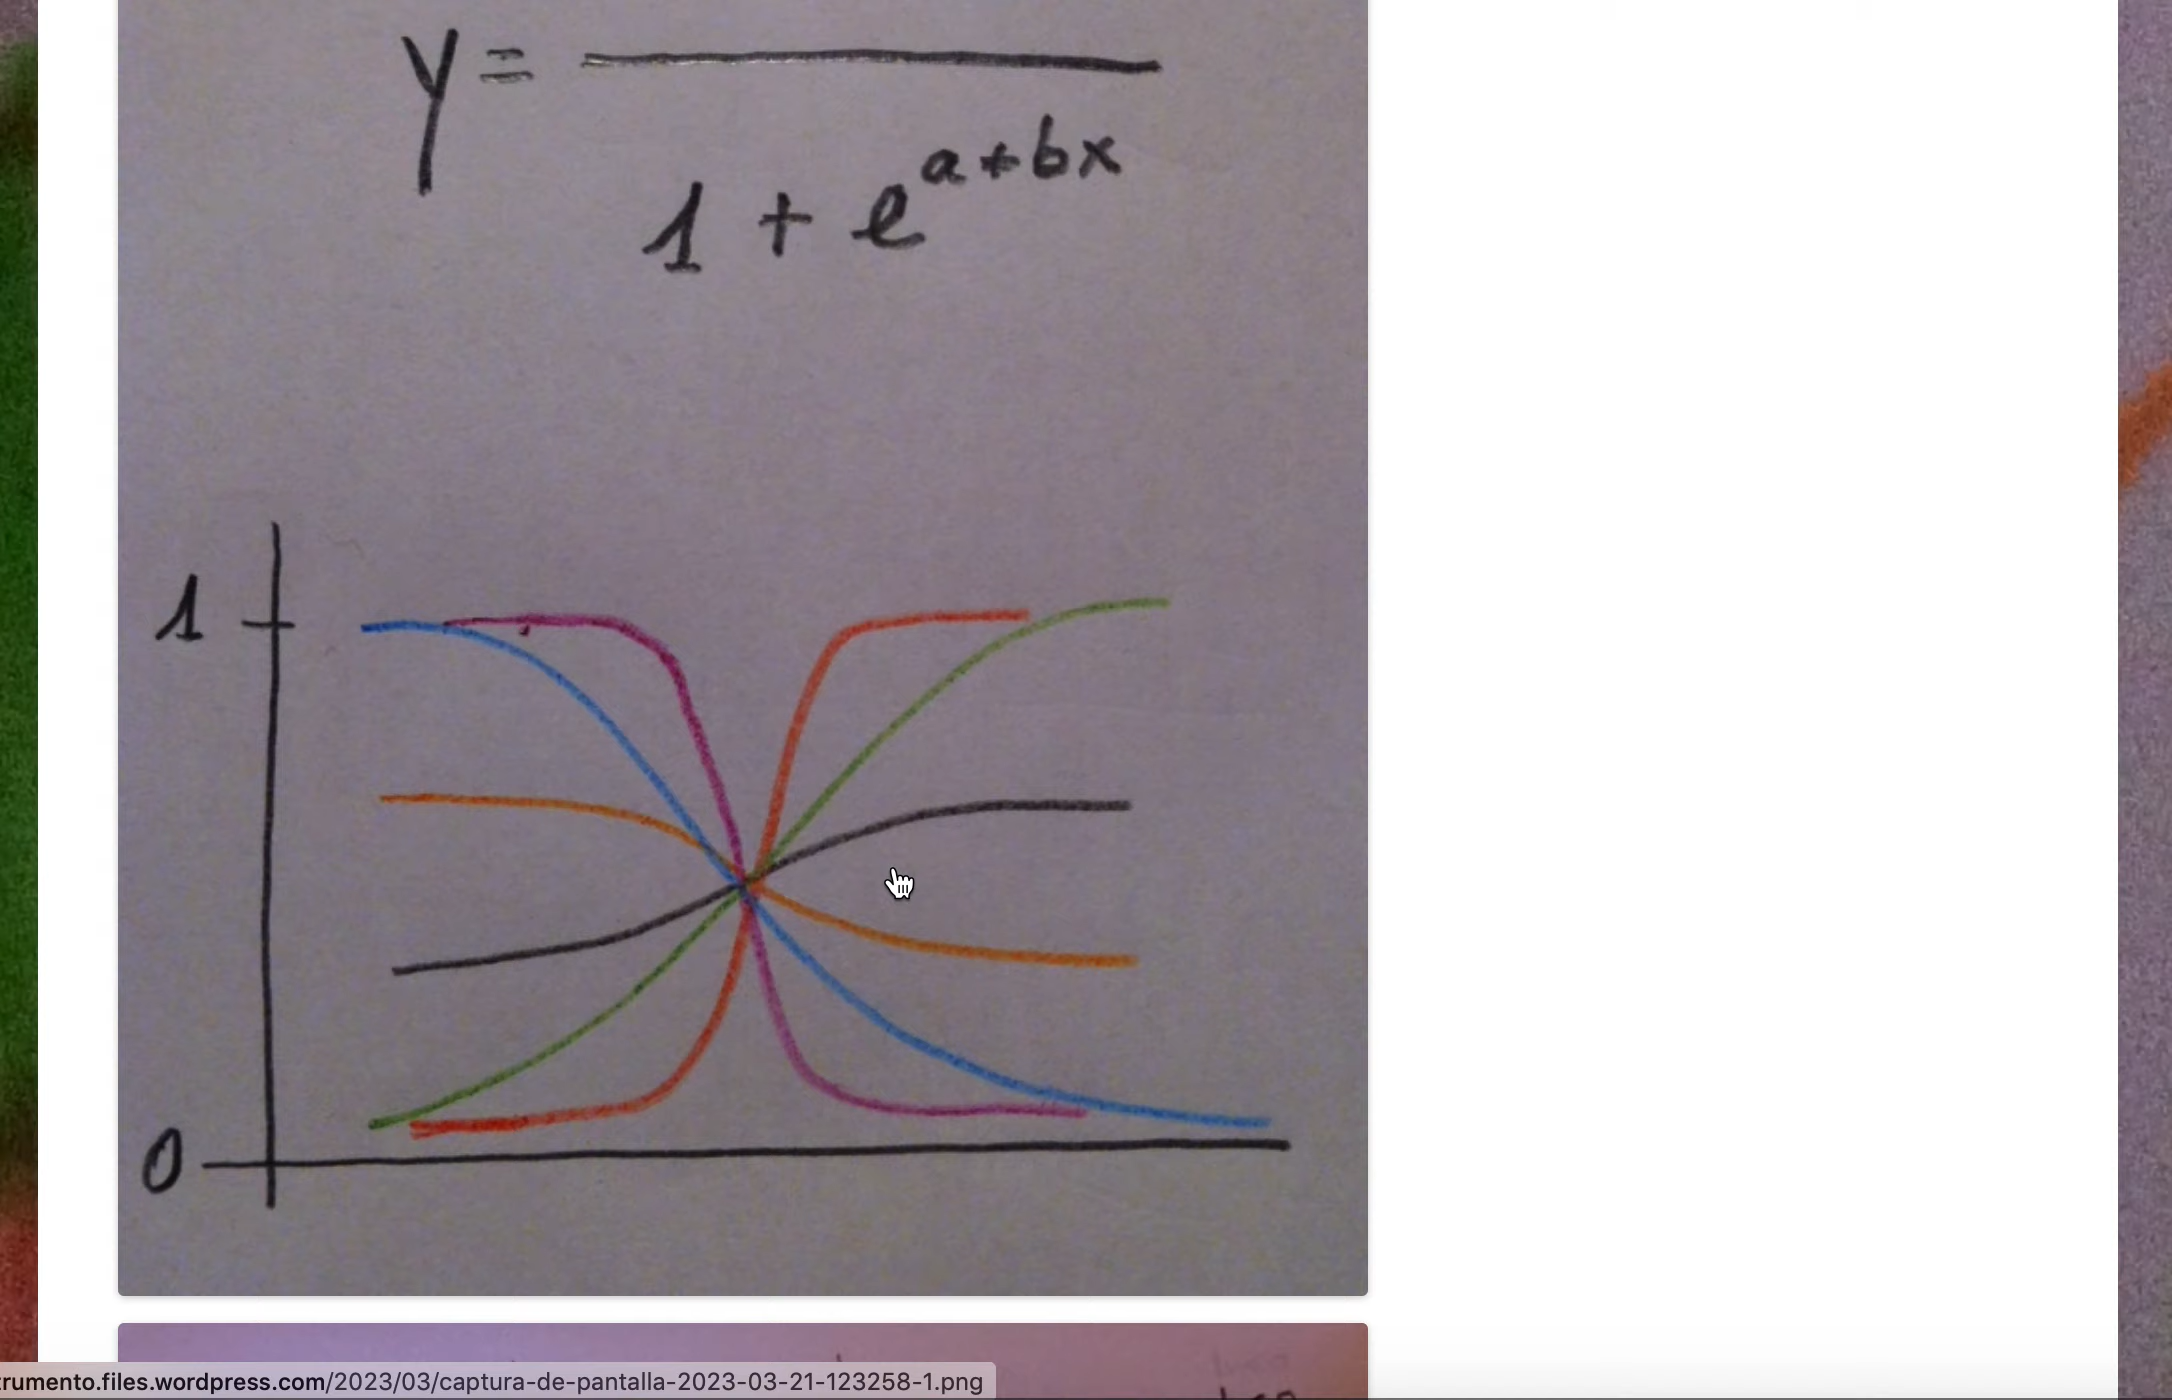 y =
1 + e^{a+bx}
1
0
rumento.files.wordpress.com/2023/03/captura-de-pantalla-2023-03-21-123258-1.png